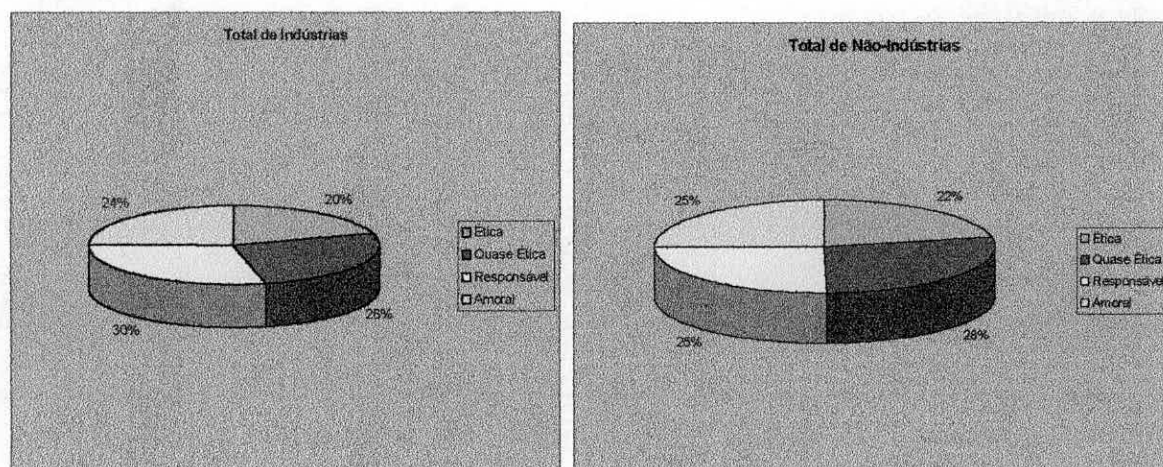 Total de Indústrias
24%
20%
30%
26%
Ética
Quase Ética
Responsável
Amoral
Total de Não-Indústrias
25%
22%
25%
28%
Ética
Quase Ética
Responsável
Amoral